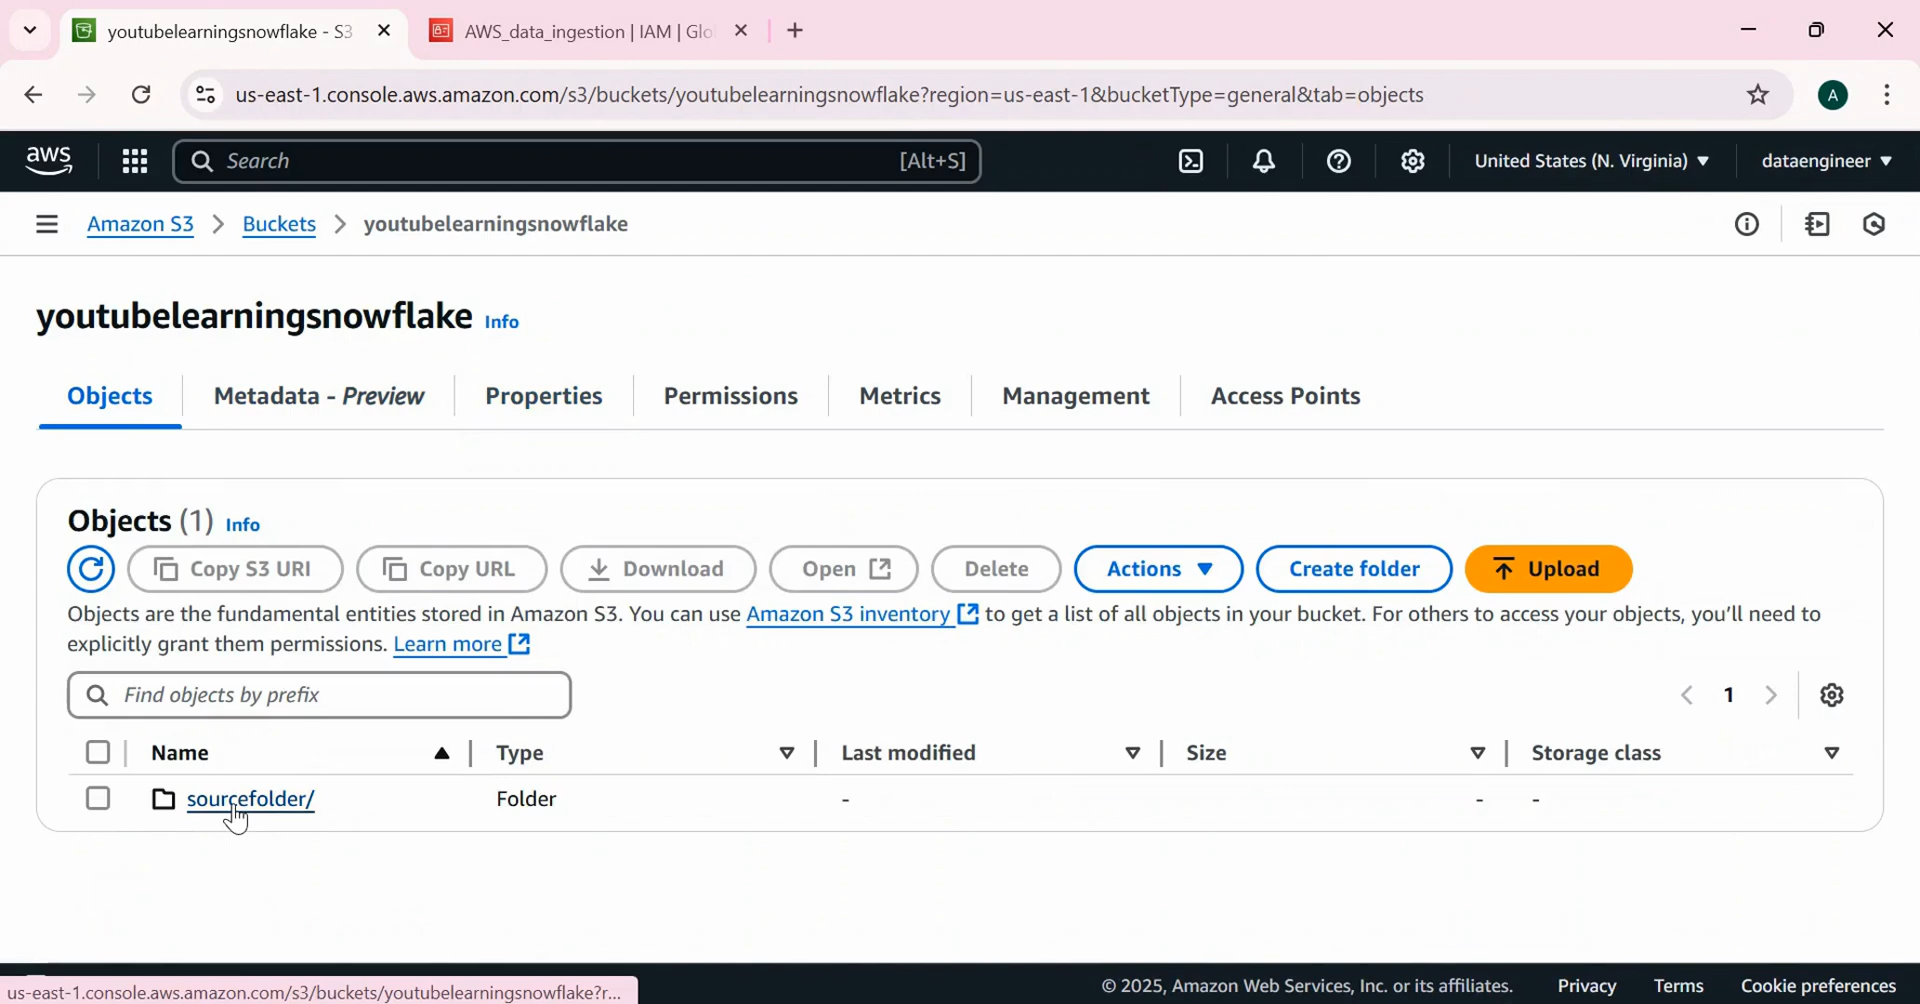 youtubelearningsnowflake - S3
AWS_data_ingestion | IAM | Glo
us-east-1.console.aws.amazon.com/s3/buckets/youtubelearningsnowflake?region=us-east-1&bucketType=general&tab=objects
A
aws
Search
[Alt+S]
United States (N. Virginia)
dataengineer
Amazon S3 > Buckets > youtubelearningsnowflake
youtubelearningsnowflake Info
Objects
Metadata - Preview
Properties
Permissions
Metrics
Management
Access Points
Objects (1) Info
Copy S3 URI
Copy URL
Download
Open
Delete
Actions
Create folder
Upload
Objects are the fundamental entities stored in Amazon S3. You can use Amazon S3 inventory to get a list of all objects in your bucket. For others to access your objects, you’ll need to
explicitly grant them permissions. Learn more
Find objects by prefix
1
Name
Type
Last modified
Size
Storage class
sourcefolder/
Folder
-
-
-
© 2025, Amazon Web Services, Inc. or its affiliates.
Privacy
Terms
Cookie preferences
us-east-1.console.aws.amazon.com/s3/buckets/youtubelearningsnowflake?r...